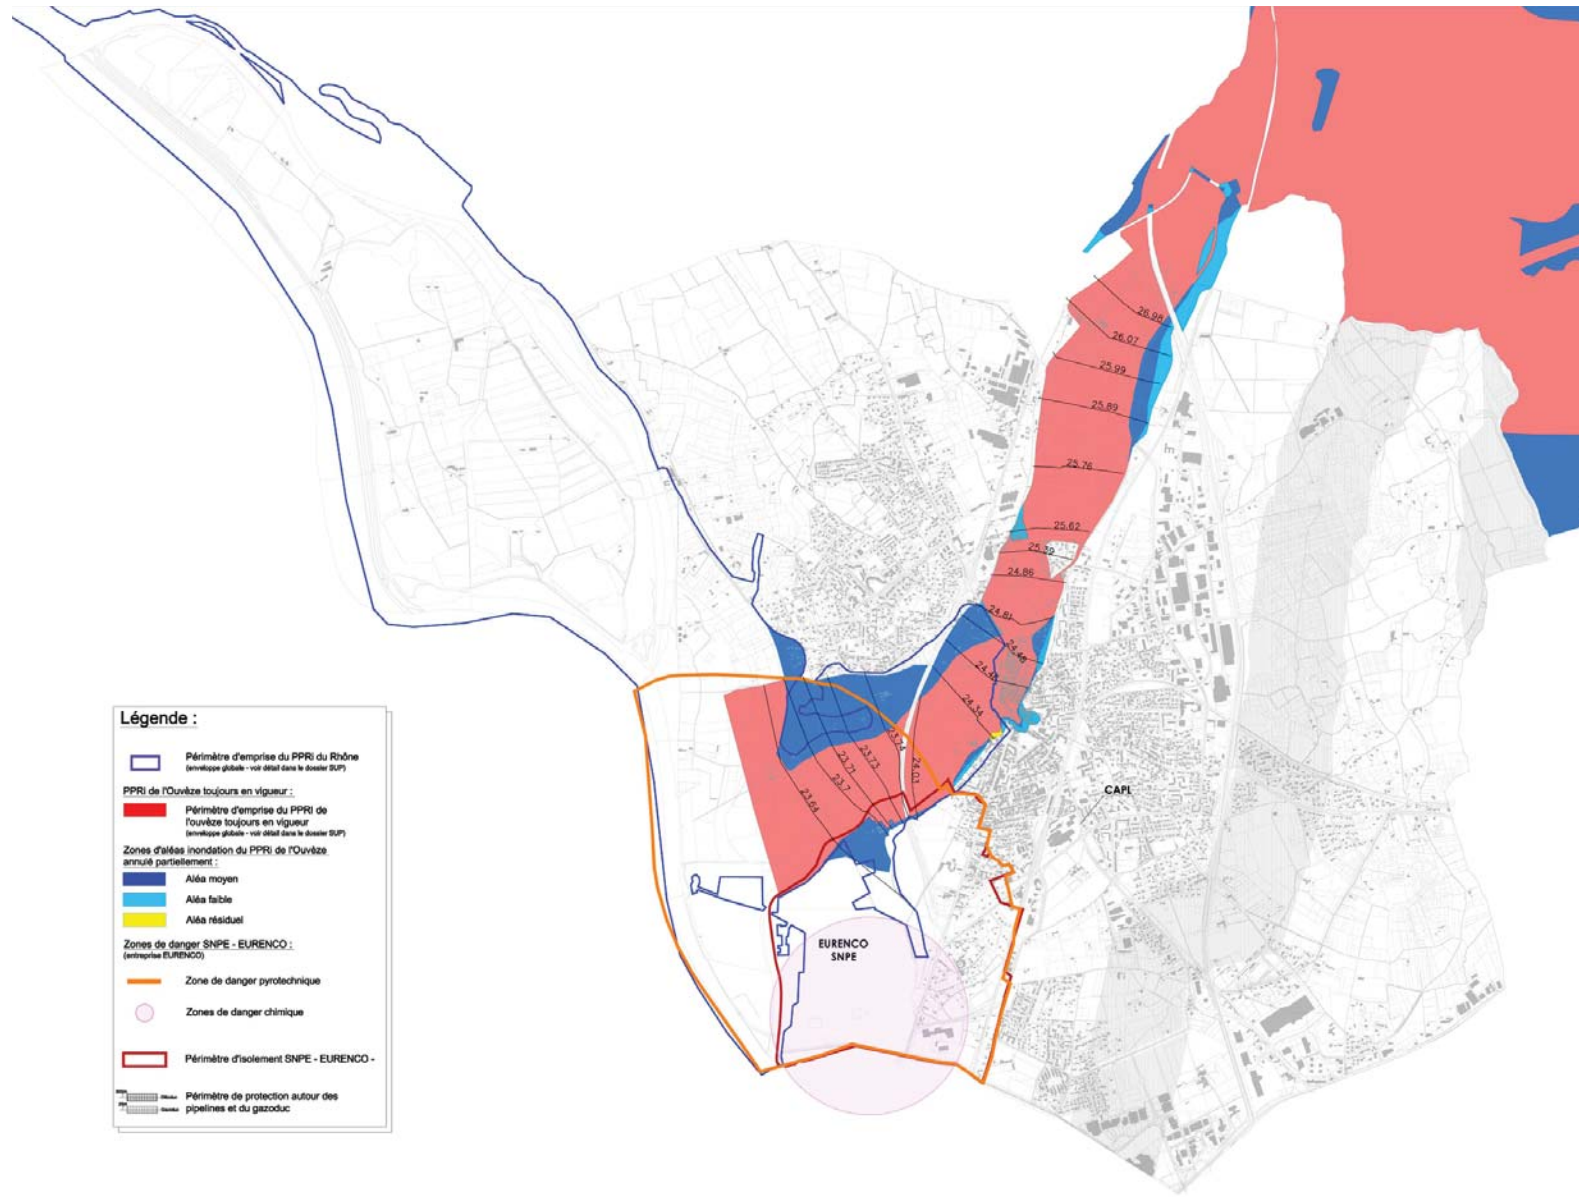 26.98
26.07
25.99
25.89
25.76
25.62
25.39
24.86
24.81
24.48
24.46
24.34
24.01
23.74
23.73
23.71
23.7
23.64
CAPL
EURENCO
SNPE
Légende :
Périmètre d'emprise du PPRi du Rhône
(enveloppe globale - voir détail dans le dossier SUP)
PPRi de l'Ouvèze toujours en vigueur :
Périmètre d'emprise du PPRi de
l'ouvèze toujours en vigueur
(enveloppe globale - voir détail dans le dossier SUP)
Zones d'aléas inondation du PPRi de l'Ouvèze
annulé partiellement :
Aléa moyen
Aléa faible
Aléa résiduel
Zones de danger SNPE - EURENCO :
(entreprise EURENCO)
Zone de danger pyrotechnique
Zones de danger chimique
Périmètre d'isolement SNPE - EURENCO -
Périmètre de protection autour des
pipelines et du gazoduc